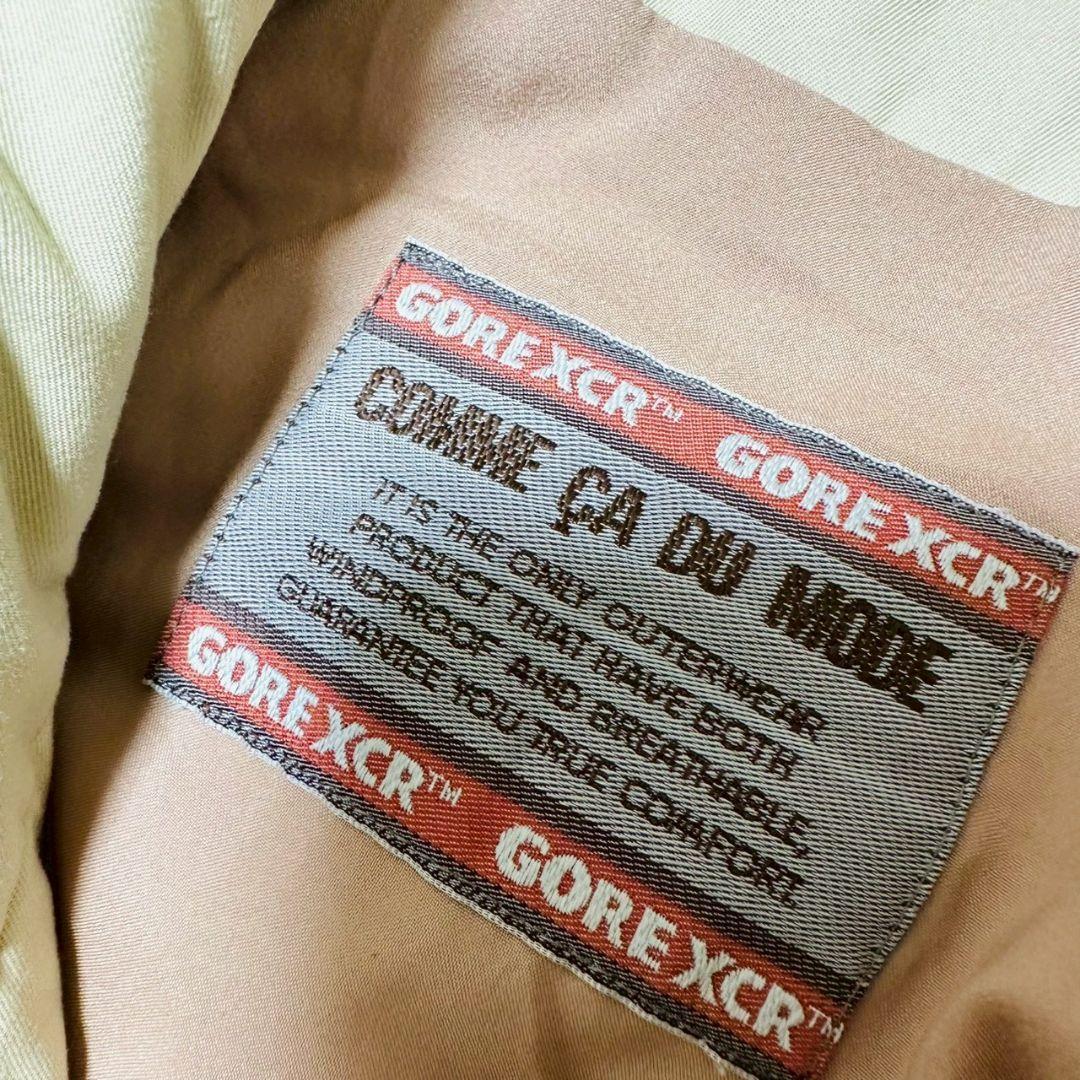 GORE XCR™ GORE XCR™
COMME ÇA DU MODE
IT IS THE ONLY OUTERWEAR
PRODUCT THAT HAVE BOTH
WINDPROOF AND BREATHABLE,
GUARANTEE YOU TRUE COMFORT
GORE XCR™ GORE XCR™